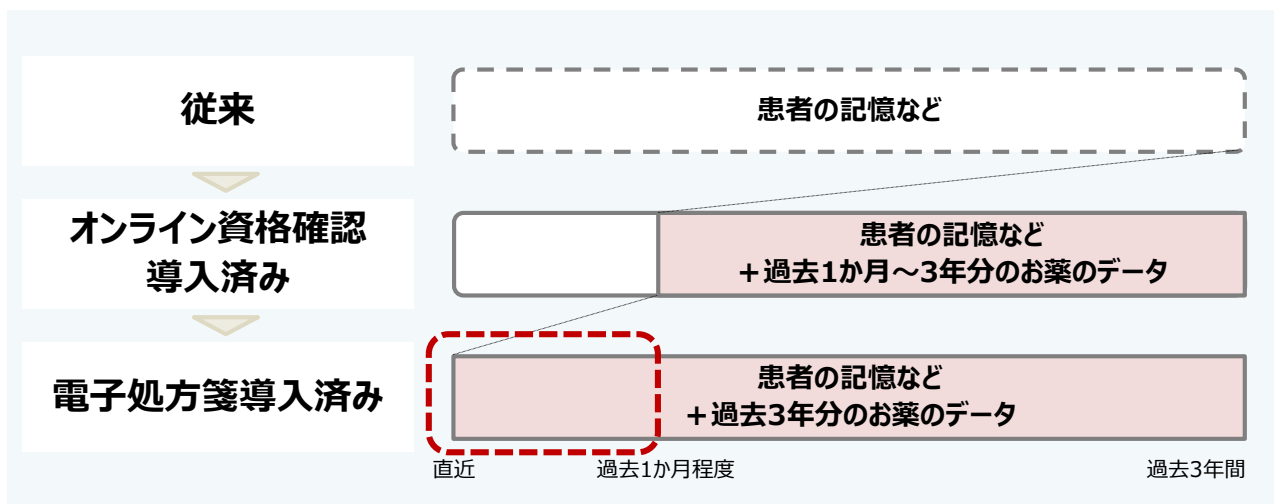 従来
患者の記憶など
オンライン資格確認
導入済み
患者の記憶など
＋過去1か月～3年分のお薬のデータ
電子処方箋導入済み
患者の記憶など
＋過去3年分のお薬のデータ
直近
過去1か月程度
過去3年間